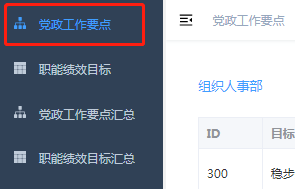 党政工作要点
职能绩效目标
党政工作要点汇总
职能绩效目标汇总
党政工作要点
组织人事部
ID 目标
300 稳步